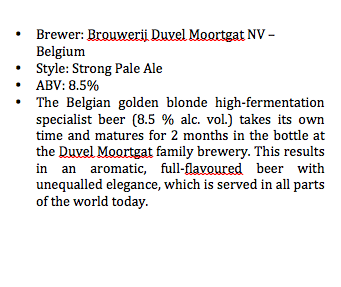 • Brewer: Brouwerij Duvel Moortgat NV –
Belgium
• Style: Strong Pale Ale
• ABV: 8.5%
• The Belgian golden blonde high-fermentation
specialist beer (8.5 % alc. vol.) takes its own
time and matures for 2 months in the bottle at
the Duvel Moortgat family brewery. This results
in an aromatic, full-flavoured beer with
unequalled elegance, which is served in all parts
of the world today.